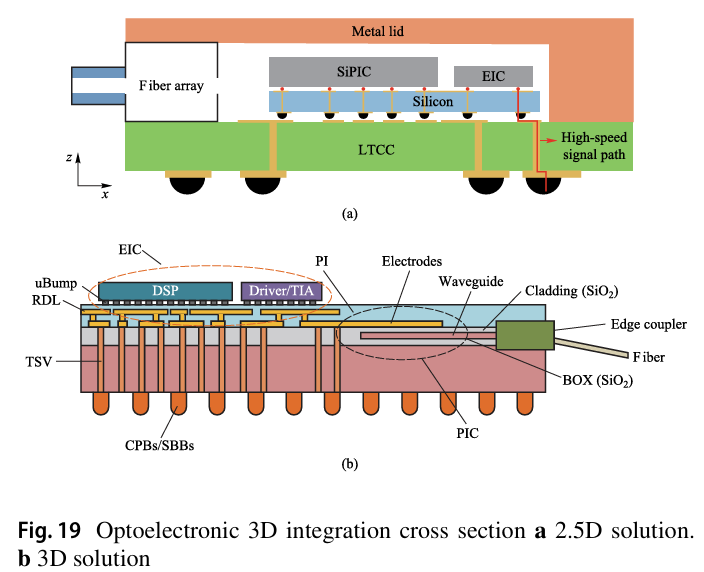 Metal lid
SiPIC
EIC
Fiber array
Silicon
LTCC
High-speed
signal path
z
x
(a)
EIC
PI
Electrodes
Waveguide
uBump
DSP
Driver/TIA
Cladding (SiO₂)
RDL
Edge coupler
Fiber
TSV
BOX (SiO₂)
PIC
CPBs/SBBs
(b)
Fig. 19 Optoelectronic 3D integration cross section a 2.5D solution.
b 3D solution